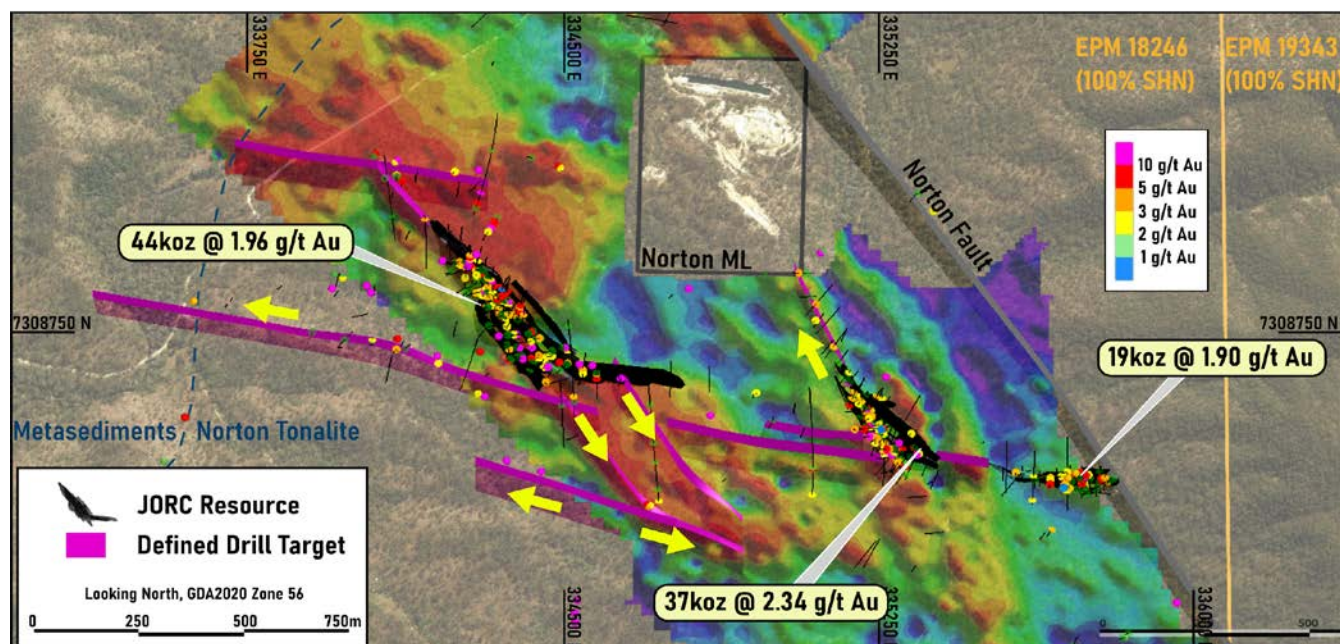 333750 E
334500 E
335250 E
EPM 18246
(100% SHN)
EPM 19343
(100% SHN)
10 g/t Au
5 g/t Au
3 g/t Au
2 g/t Au
1 g/t Au
Norton Fault
44koz @ 1.96 g/t Au
Norton ML
7308750 N
7308750 N
19koz @ 1.90 g/t Au
Metasediments
Norton Tonalite
JORC Resource
Defined Drill Target
Looking North, GDA2020 Zone 56
0 250 500 750m
37koz @ 2.34 g/t Au
334500
335250
336000
0 500